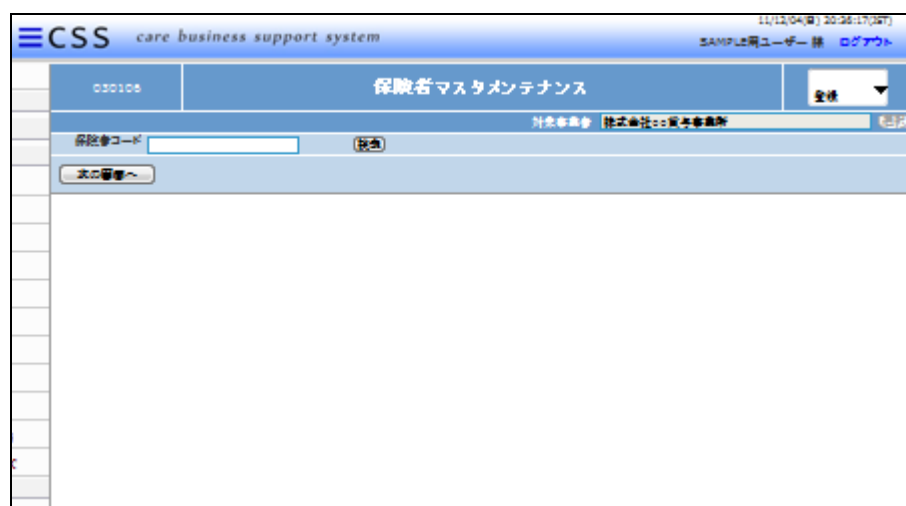 11/12/04(日) 20:36:17(JST)
CSS care business support system
SAMPLE用ユーザー 様 ログアウト
030106 保険者マスタメンテナンス 登録
対象事業者 株式会社○○貸与事業所
保険者コード 検索
次の画面へ